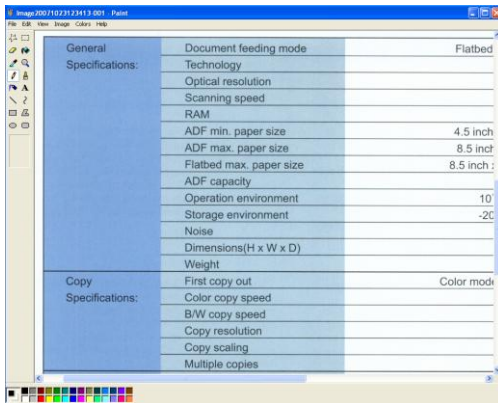 Image20071023123413-001 - Paint
File Edit View Image Colors Help
General Document feeding mode Flatbed
Specifications: Technology
Optical resolution
Scanning speed
RAM
ADF min. paper size 4.5 inch
ADF max. paper size 8.5 inch
Flatbed max. paper size 8.5 inch
ADF capacity
Operation environment 10
Storage environment -20
Noise
Dimensions(H x W x D)
Weight
Copy First copy out Color mode
Specifications: Color copy speed
B/W copy speed
Copy resolution
Copy scaling
Multiple copies